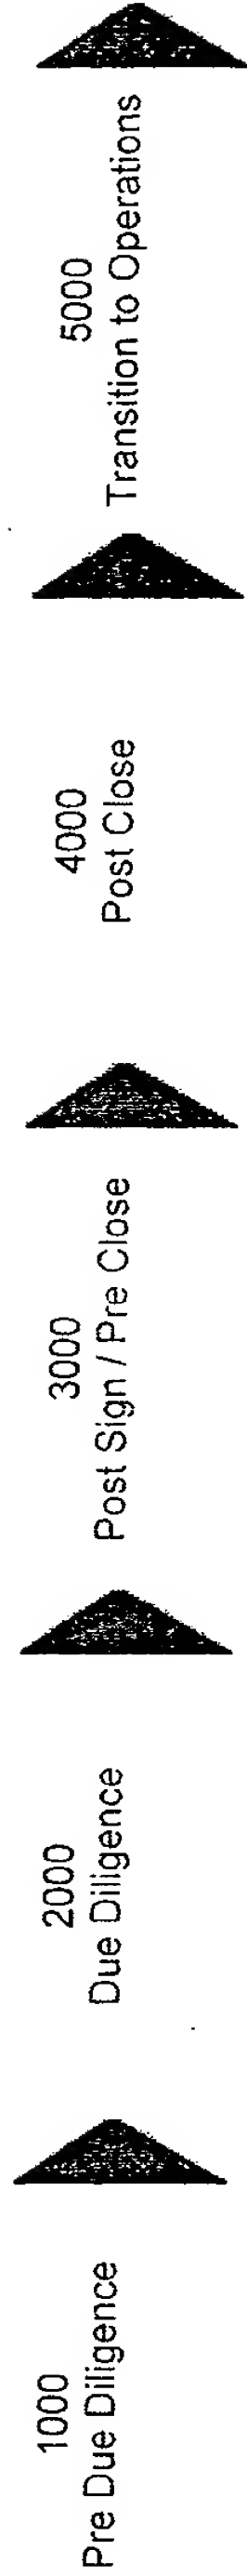 1000
Pre Due Diligence
2000
Due Diligence
3000
Post Sign / Pre Close
4000
Post Close
5000
Transition to Operations